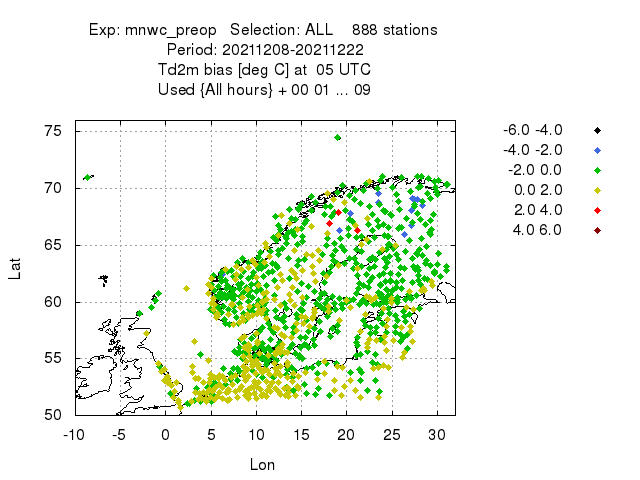 Exp: mnwc_preop Selection: ALL 888 stations
Period: 20211208-20211222
Td2m bias [deg C] at 05 UTC
Used {All hours} + 00 01 ... 09
-6.0 -4.0
-4.0 -2.0
-2.0 0.0
0.0 2.0
2.0 4.0
4.0 6.0
75
70
65
60
55
50
Lat
-10 -5 0 5 10 15 20 25 30
Lon